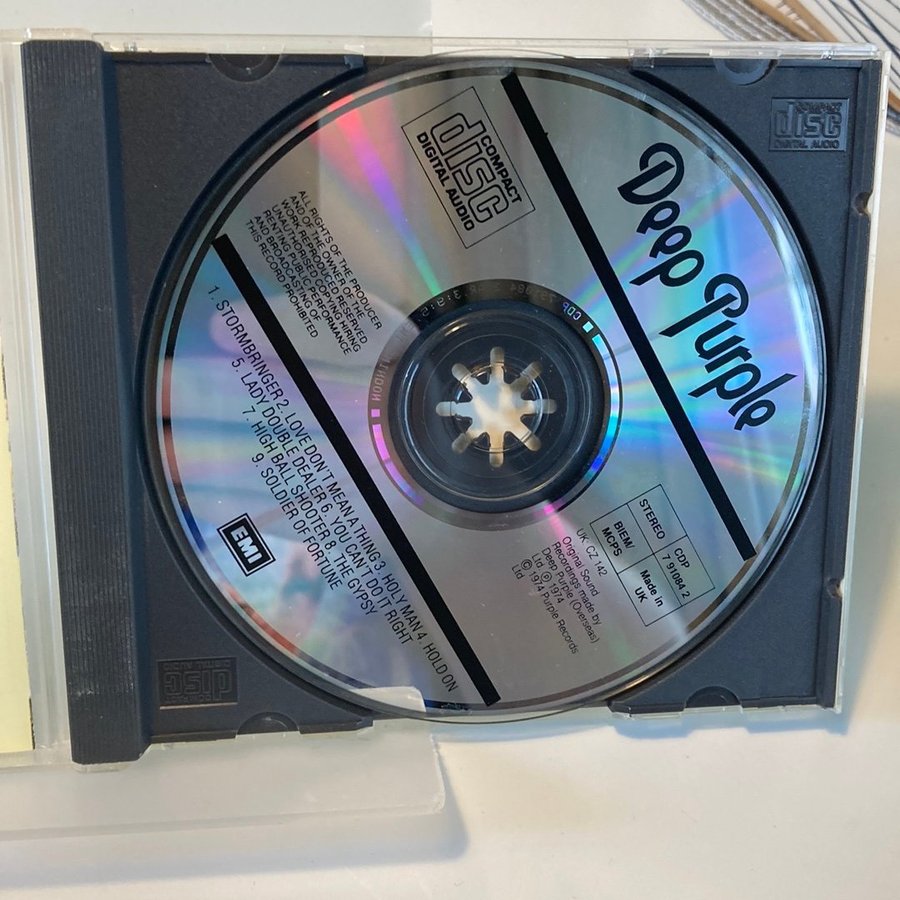 Deep Purple
COMPACT
disc
DIGITAL AUDIO
ALL RIGHTS OF THE PRODUCER
AND OF THE OWNER OF THE
WORK REPRODUCED RESERVED
UNAUTHORISED COPYING HIRING
RENTING PUBLIC PERFORMANCE
AND BROADCASTING OF
THIS RECORD PROHIBITED
STEREO
CDP
7 91084 2
BIEM/
MCPS
Made in
UK
UK: CZ 142
Original Sound
Recordings made by
Deep Purple (Overseas)
Ltd ℗ 1974
© 1974 Purple Records
Ltd
1. STORMBRINGER 2. LOVE DON'T MEAN A THING 3. HOLY MAN 4. HOLD ON
5. LADY DOUBLE DEALER 6. YOU CAN'T DO IT RIGHT
7. HIGH BALL SHOOTER 8. THE GYPSY
9. SOLDIER OF FORTUNE
EMI
COMPACT
disc
DIGITAL AUDIO
COMPACT
disc
DIGITAL AUDIO